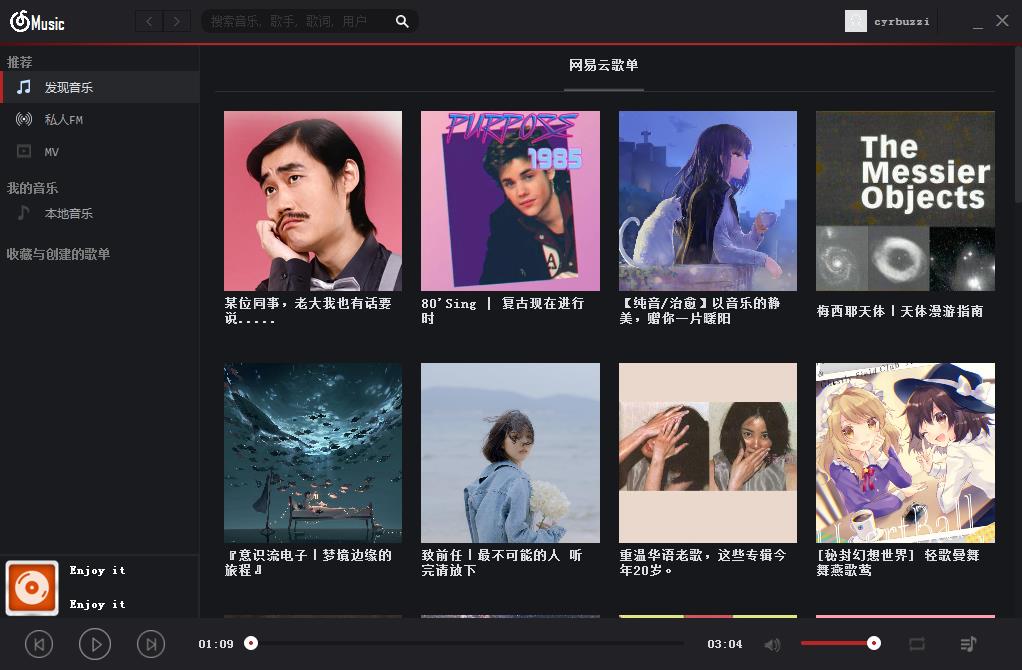 Music
搜索音乐, 歌手, 歌词, 用户
cyrbuzzi
推荐
发现音乐
私人FM
MV
我的音乐
本地音乐
收藏与创建的歌单
网易云歌单
PURPOSE
1985
The
Messier
Objects
某位同事，老大我也有话要
说.....
80'Sing | 复古现在进行
时
【纯音/治愈】以音乐的静
美，赠你一片暖阳
梅西耶天体丨天体漫游指南
『意识流电子丨梦境边缘的
旅程』
致前任丨最不可能的人 听
完请放下
重温华语老歌，这些专辑今
年20岁。
[秘封幻想世界] 轻歌曼舞
舞燕歌莺
Enjoy it
Enjoy it
01:09
03:04